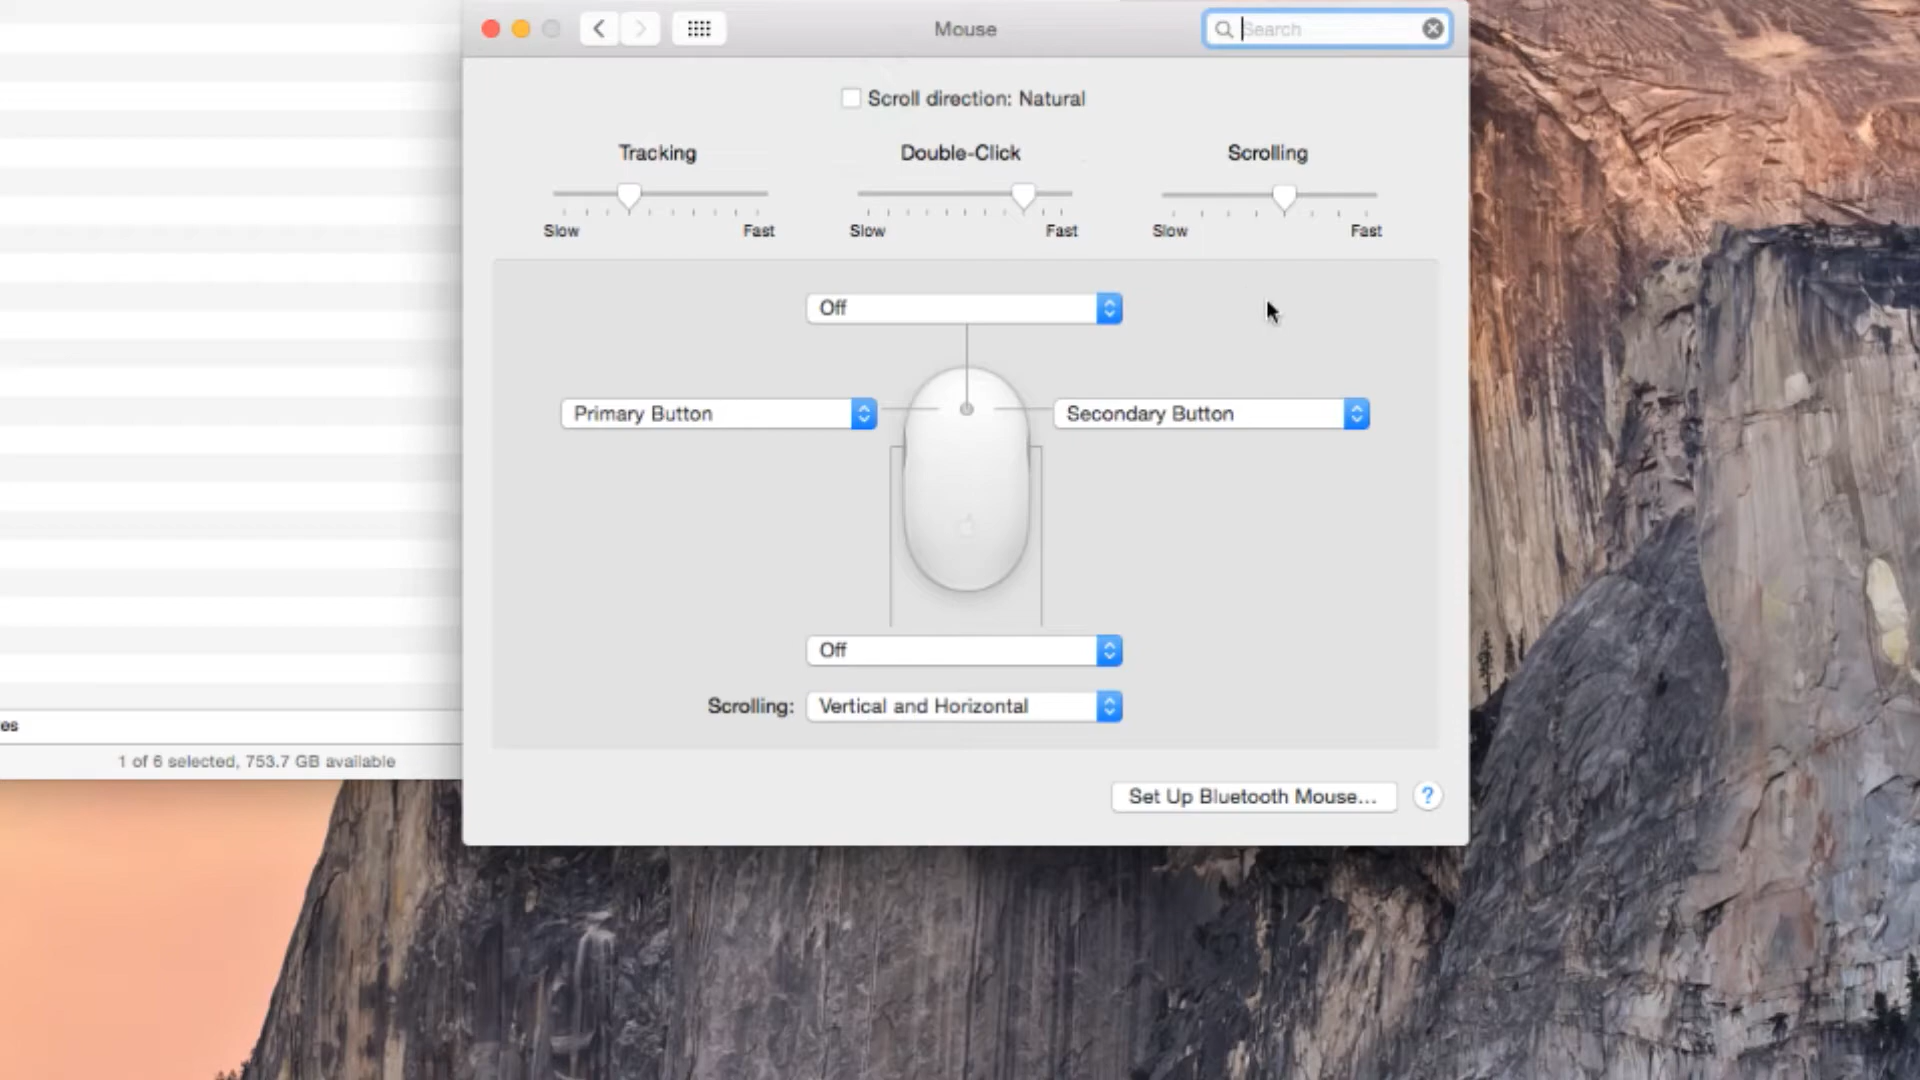 Mouse
Search
Scroll direction: Natural
Tracking
Double-Click
Scrolling
Slow
Fast
Slow
Fast
Slow
Fast
Off
Primary Button
Secondary Button
Off
Scrolling:
Vertical and Horizontal
es
1 of 6 selected, 753.7 GB available
Set Up Bluetooth Mouse...
?